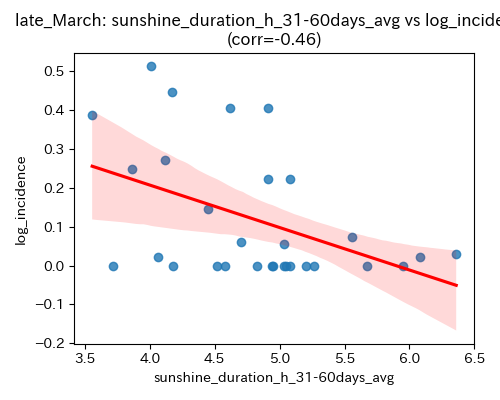 late_March: sunshine_duration_h_31-60days_avg vs log_incide
(corr=-0.46)
0.5
0.4
0.3
0.2
0.1
0.0
−0.1
−0.2
log_incidence
3.5 4.0 4.5 5.0 5.5 6.0 6.5
sunshine_duration_h_31-60days_avg